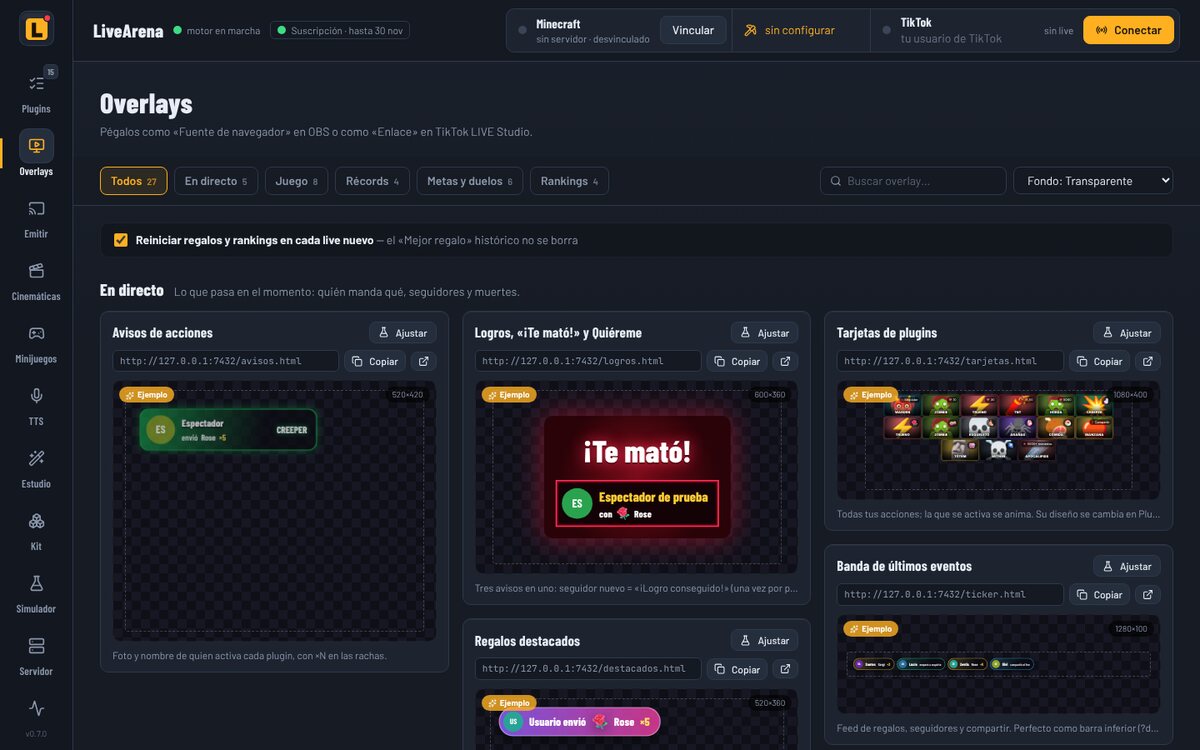 L
LiveArena
motor en marcha
Suscripción · hasta 30 nov
Minecraft
sin servidor · desvinculado
Vincular
sin configurar
TikTok
tu usuario de TikTok
sin live
Conectar
15
Plugins
Overlays
Emitir
Cinemáticas
Minijuegos
TTS
Estudio
Kit
Simulador
Servidor
v0.7.0
Overlays
Pégalos como «Fuente de navegador» en OBS o como «Enlace» en TikTok LIVE Studio.
Todos 27
En directo 5
Juego 8
Récords 4
Metas y duelos 6
Rankings 4
Buscar overlay...
Fondo: Transparente
Reiniciar regalos y rankings en cada live nuevo — el «Mejor regalo» histórico no se borra
En directo
Lo que pasa en el momento: quién manda qué, seguidores y muertes.
Avisos de acciones
Ajustar
http://127.0.0.1:7432/avisos.html
Copiar
Ejemplo
520×420
ES
Espectador
envió Rose ×5
CREEPER
Foto y nombre de quien activa cada plugin, con ×N en las rachas.
Logros, «¡Te mató!» y Quiéreme
Ajustar
http://127.0.0.1:7432/logros.html
Copiar
Ejemplo
600×360
¡Te mató!
ES
Espectador de prueba
con Rose
Tres avisos en uno: seguidor nuevo = «¡Logro conseguido!» (una vez por p...
Regalos destacados
Ajustar
http://127.0.0.1:7432/destacados.html
Copiar
Ejemplo
520×360
US
Usuario envió Rose ×5
Tarjetas de plugins
Ajustar
http://127.0.0.1:7432/tarjetas.html
Copiar
Ejemplo
1080×400
Todas tus acciones; la que se activa se anima. Su diseño se cambia en Plu...
Banda de últimos eventos
Ajustar
http://127.0.0.1:7432/ticker.html
Copiar
Ejemplo
1280×100
Feed de regalos, seguidores y compartir. Perfecto como barra inferior (?d...